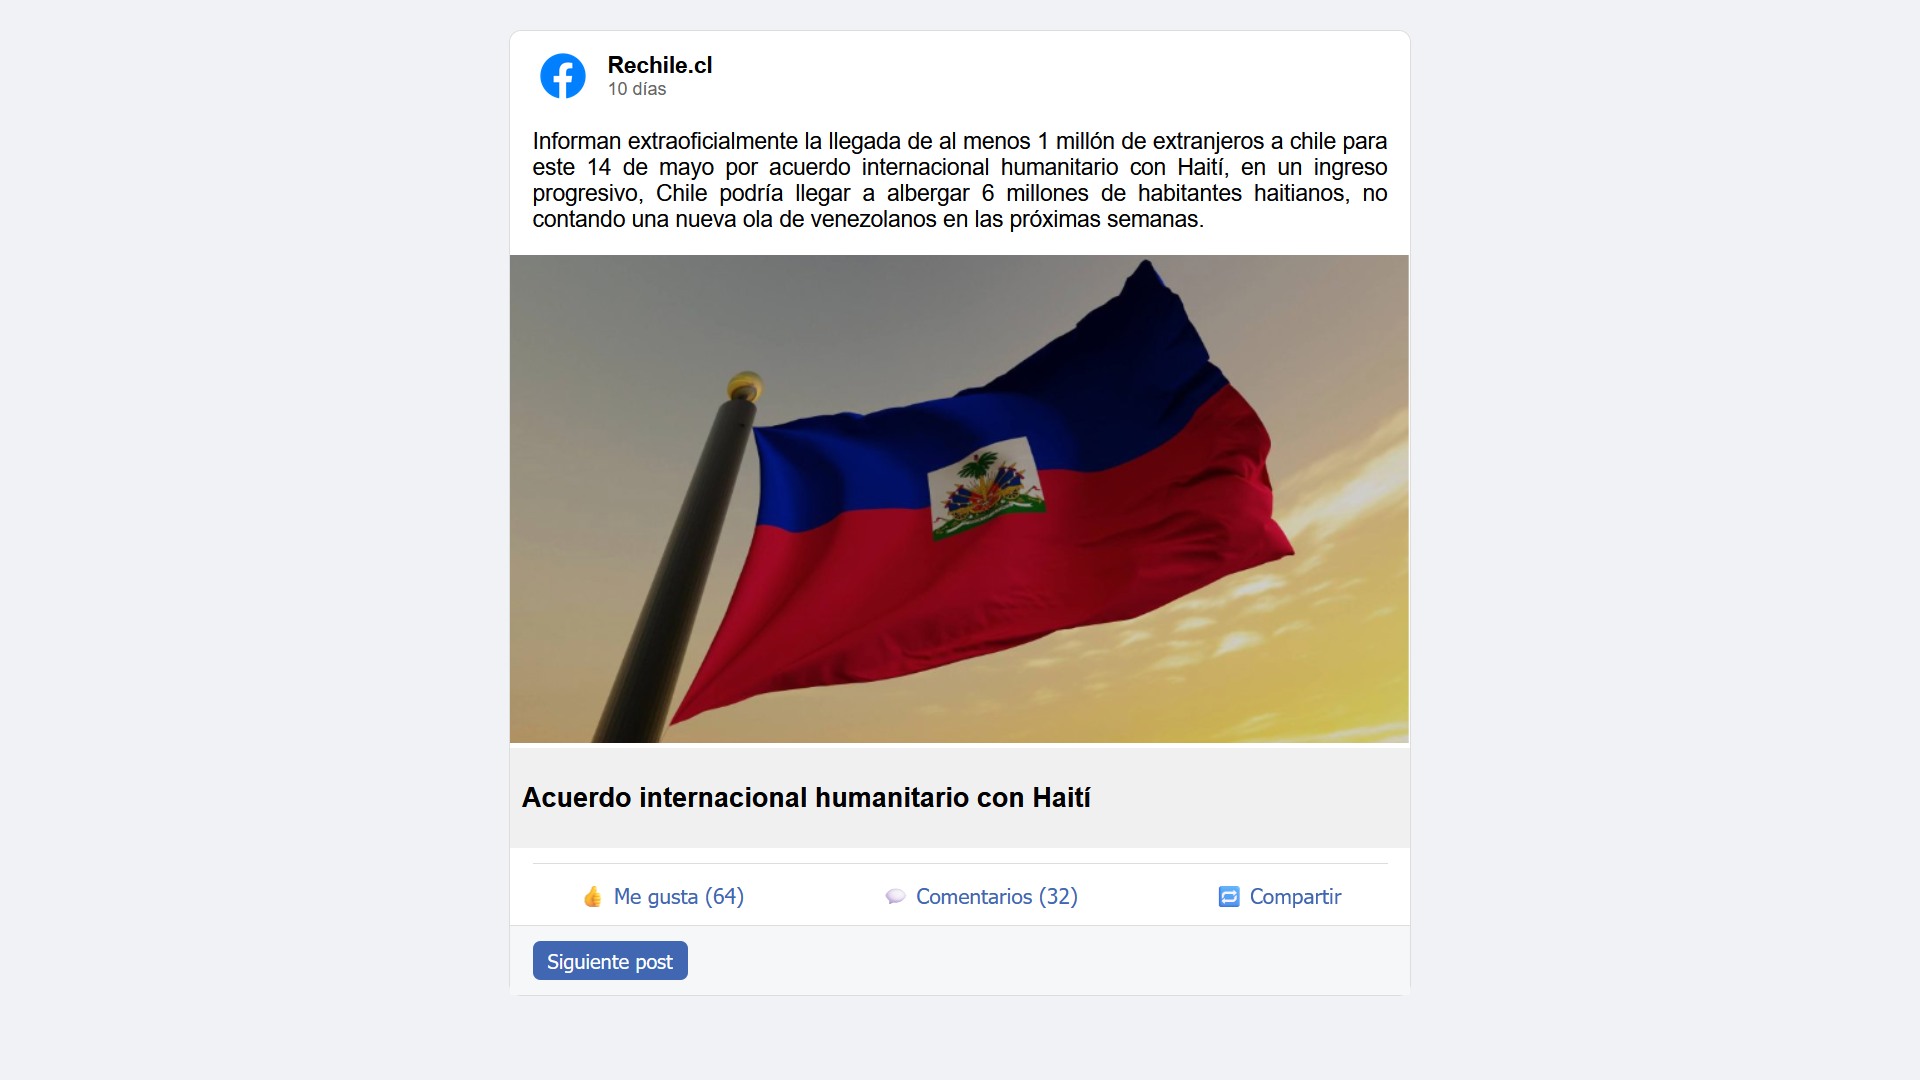 Rechile.cl
10 días
Informan extraoficialmente la llegada de al menos 1 millón de extranjeros a chile para
este 14 de mayo por acuerdo internacional humanitario con Haití, en un ingreso
progresivo, Chile podría llegar a albergar 6 millones de habitantes haitianos, no
contando una nueva ola de venezolanos en las próximas semanas.
Acuerdo internacional humanitario con Haití
Me gusta (64)
Comentarios (32)
Compartir
Siguiente post